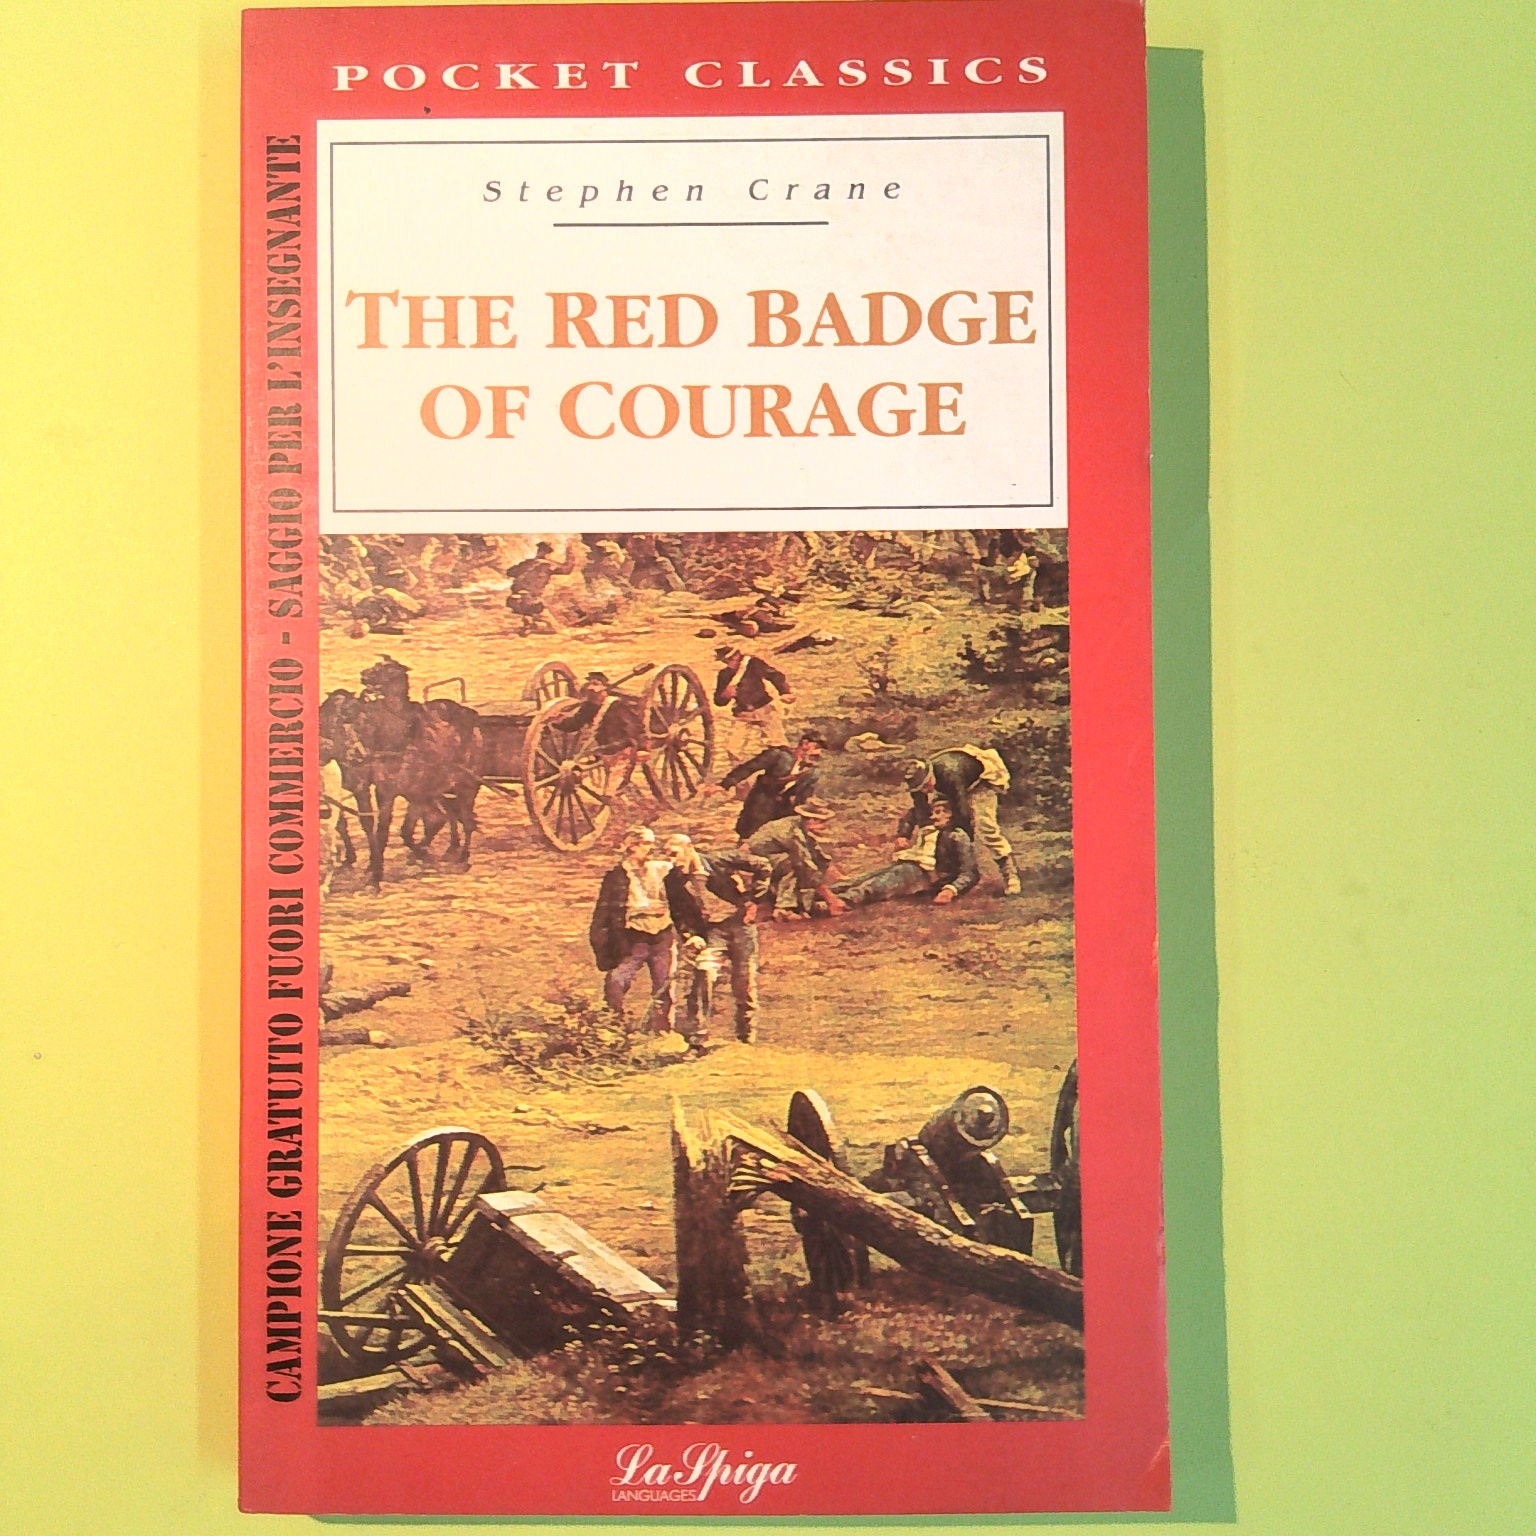 POCKET CLASSICS
Stephen Crane
THE RED BADGE
OF COURAGE
CAMPIONE GRATUITO FUORI COMMERCIO - SAGGIO PER L'INSEGNANTE
La Spiga
LANGUAGES